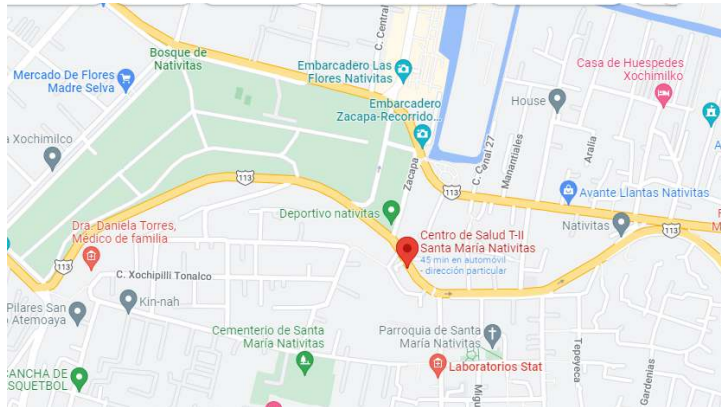 C. Central
Bosque de
Nativitas
Embarcadero Las
Flores Nativitas
Casa de Huespedes
Xochimilko
Mercado De Flores
Madre Selva
House
Embarcadero
Zacapa-Recorrido...
a Xochimilco
C. Canal 27
Manantiales
Aralia
A
Zacapa
113
113
Avante Llantas Nativitas
Deportivo nativitas
Nativitas
F
M
113
Dra. Daniela Torres,
Médico de familia
Centro de Salud T-II
Santa María Nativitas
45 min en automóvil
- dirección particular
113
C. Xochipilli Tonalco
Kin-nah
Pilares San
o Atemoaya
Cementerio de Santa
María Nativitas
Parroquia de Santa
María Nativitas
Tepeyeca
Gardenias
Laboratorios Stat
Migu
CANCHA DE
SQUETBOL